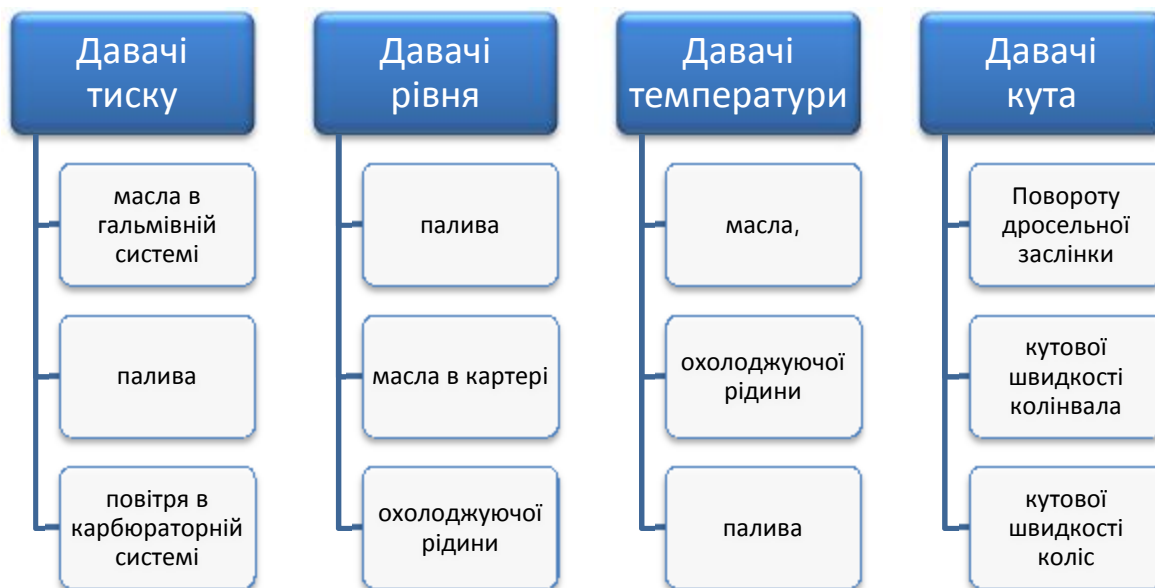 Давачі
тиску
масла в
гальмівній
системі
палива
повітря в
карбюраторній
системі
Давачі
рівня
палива
масла в картері
охолоджуючої
рідини
Давачі
температури
масла,
охолоджуючої
рідини
палива
Давачі
кута
Повороту
дросельної
заслінки
кутової
швидкості
колінвала
кутової
швидкості
коліс